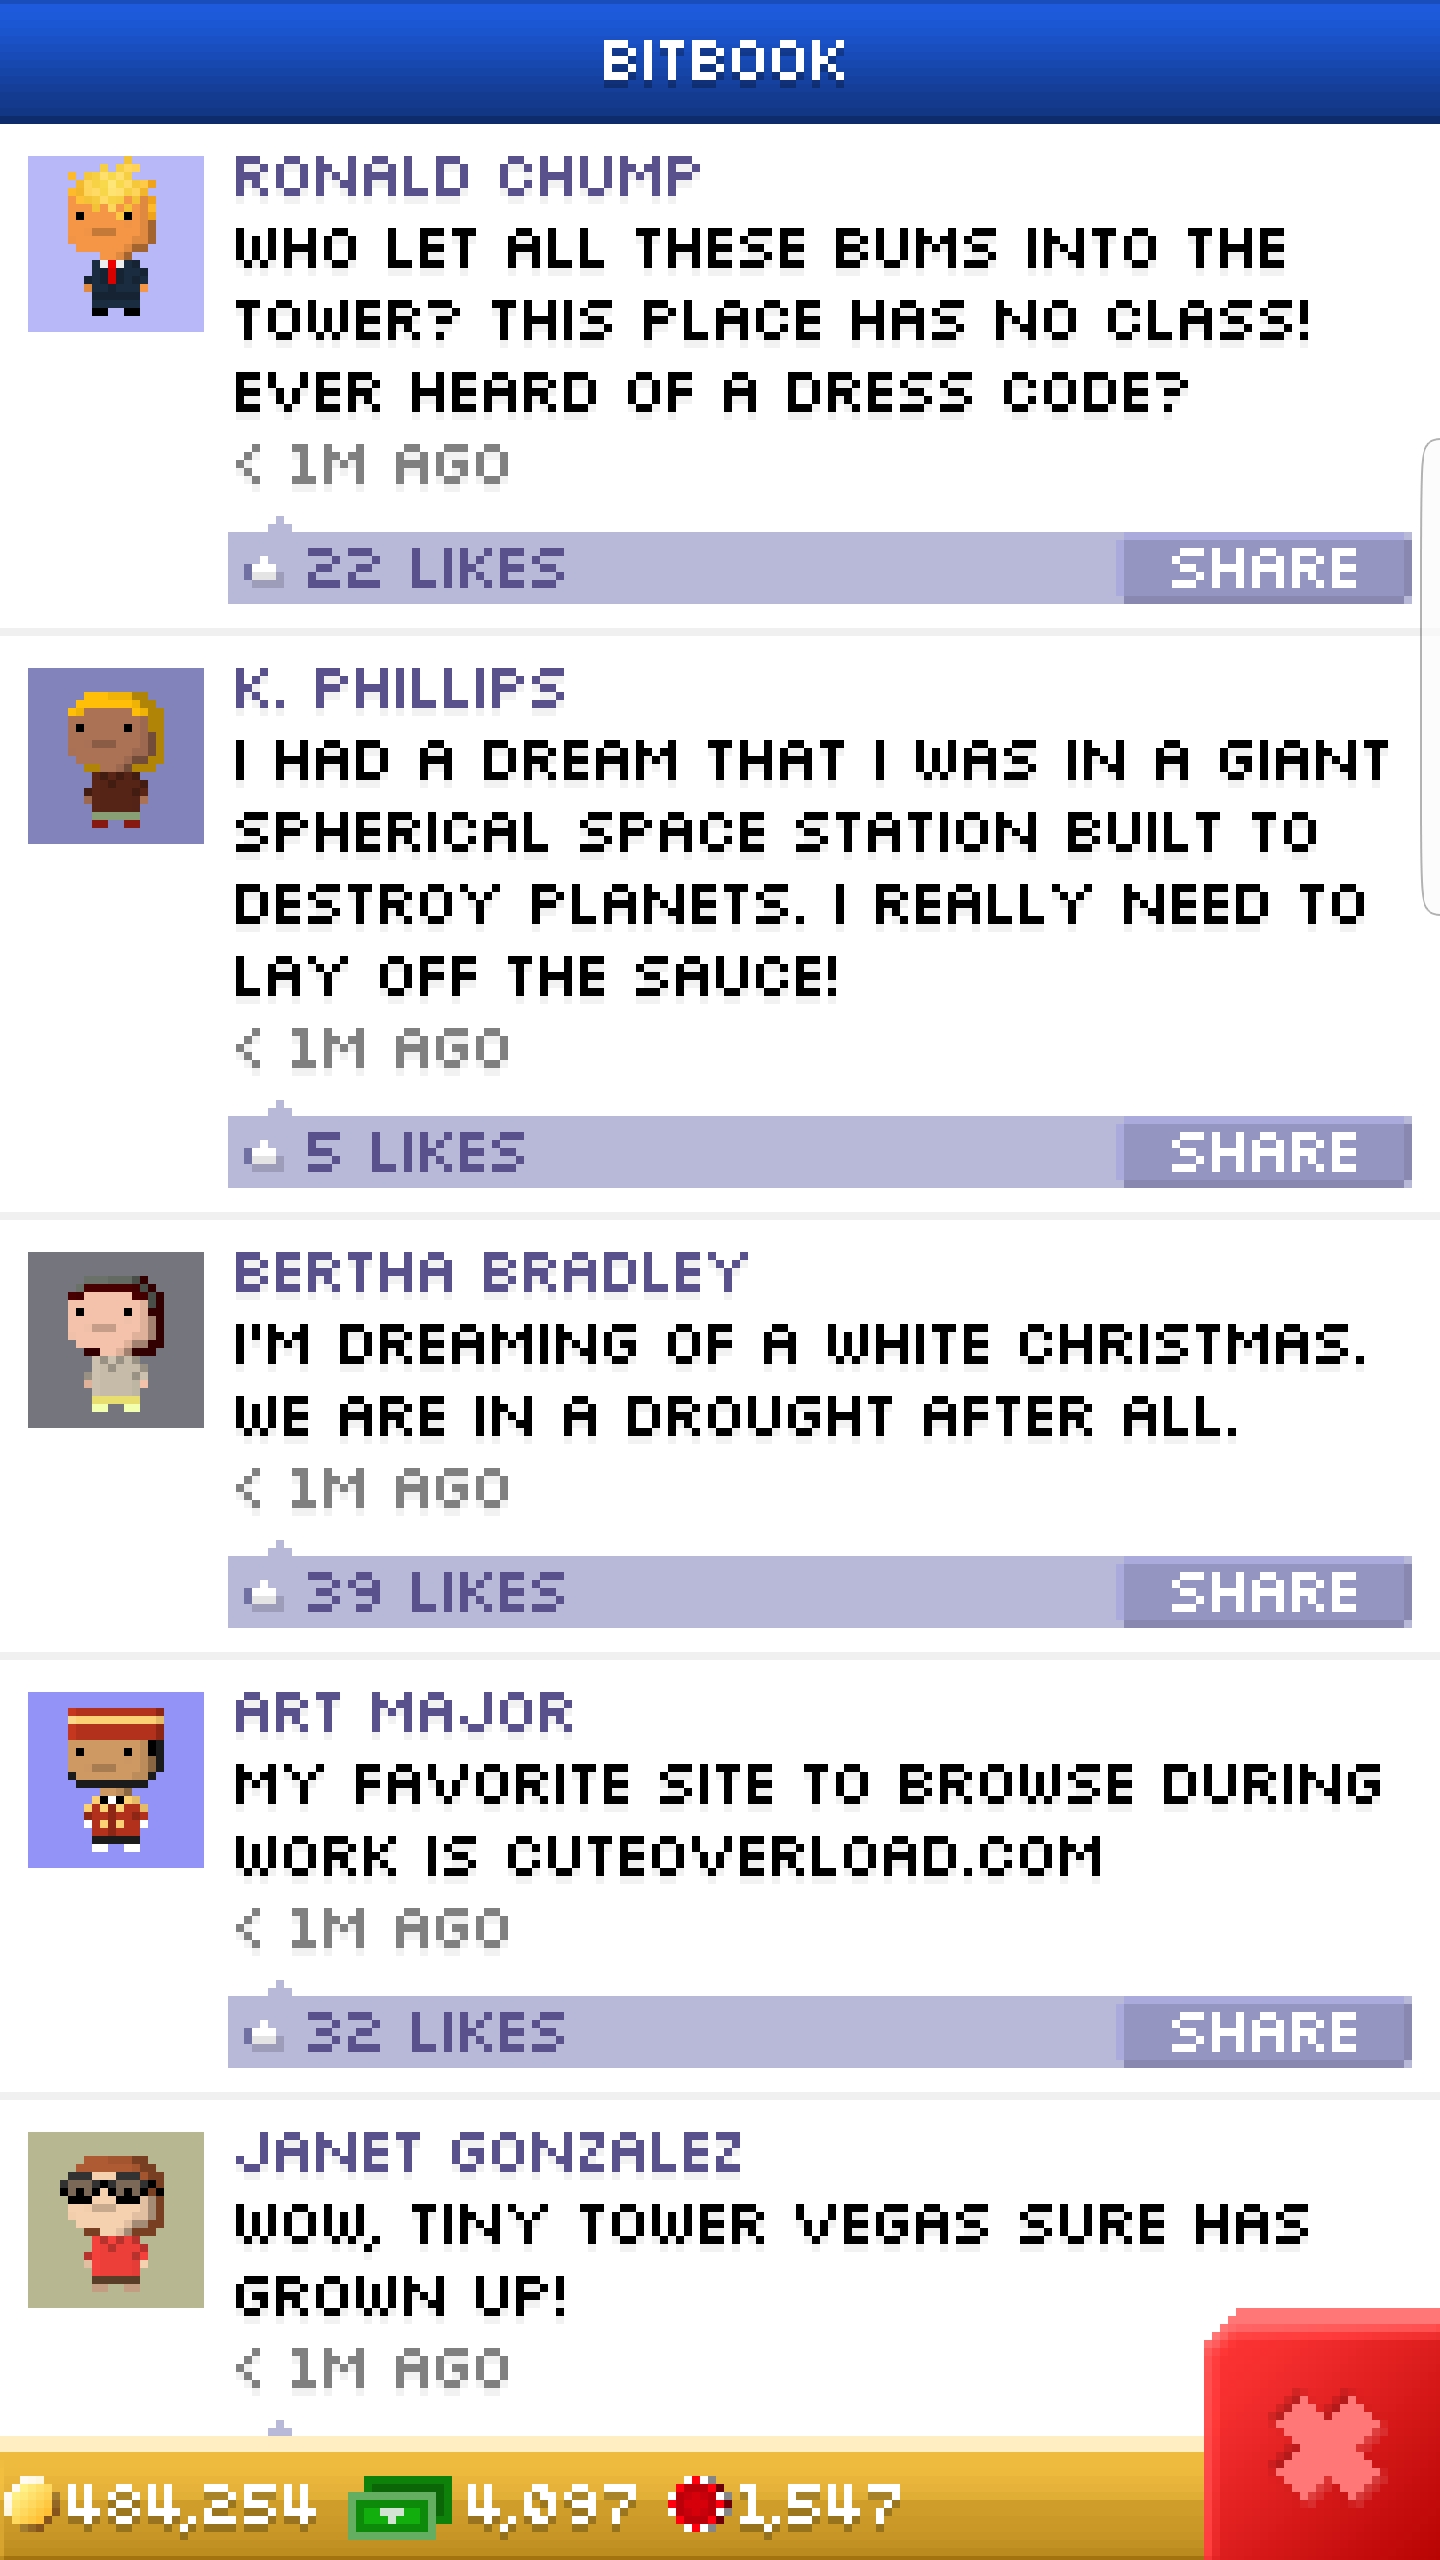 BITBOOK
RONALD CHUMP
WHO LET ALL THESE BUMS INTO THE
TOWER? THIS PLACE HAS NO CLASS!
EVER HEARD OF A DRESS CODE?
< 1M AGO
22 LIKES SHARE
K. PHILLIPS
I HAD A DREAM THAT I WAS IN A GIANT
SPHERICAL SPACE STATION BUILT TO
DESTROY PLANETS. I REALLY NEED TO
LAY OFF THE SAUCE!
< 1M AGO
5 LIKES SHARE
BERTHA BRADLEY
I'M DREAMING OF A WHITE CHRISTMAS.
WE ARE IN A DROUGHT AFTER ALL.
< 1M AGO
39 LIKES SHARE
ART MAJOR
MY FAVORITE SITE TO BROWSE DURING
WORK IS CUTEOVERLOAD.COM
< 1M AGO
32 LIKES SHARE
JANET GONZALEZ
WOW, TINY TOWER VEGAS SURE HAS
GROWN UP!
< 1M AGO
484,254 4,097 1,547